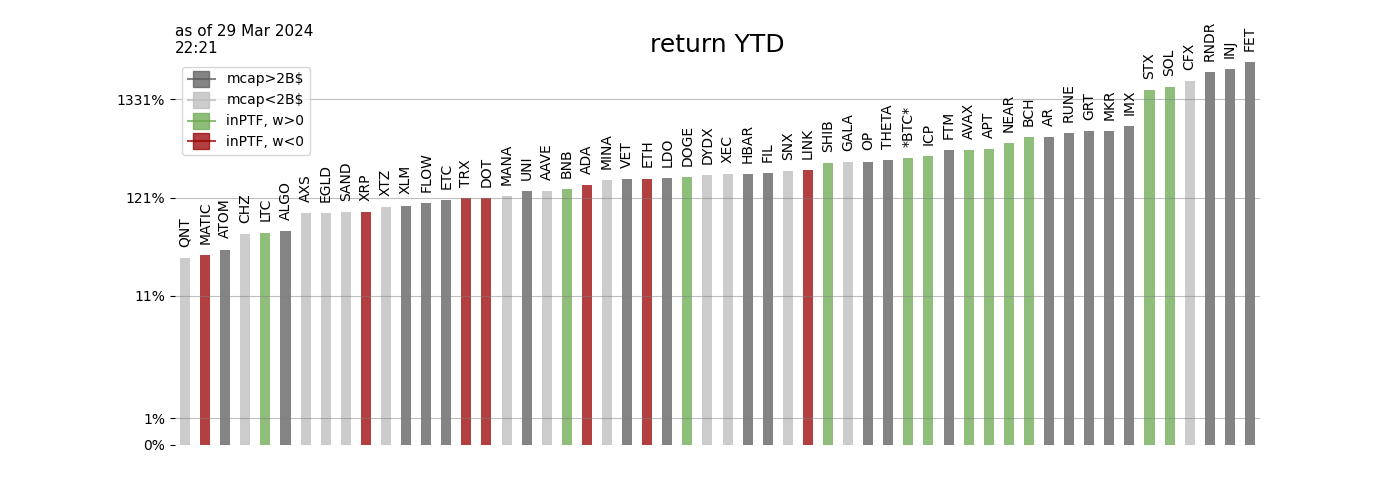 as of 29 Mar 2024
22:21
return YTD
mcap>2B$
mcap<2B$
inPTF, w>0
inPTF, w<0
1331%
121%
11%
1%
0%
QNT
MATIC
ATOM
CHZ
LTC
ALGO
AXS
EGLD
SAND
XRP
XTZ
XLM
FLOW
ETC
TRX
DOT
MANA
UNI
AAVE
BNB
ADA
MINA
VET
ETH
LDO
DOGE
DYDX
XEC
HBAR
FIL
SNX
LINK
SHIB
GALA
OP
THETA
*BTC*
ICP
FTM
AVAX
APT
NEAR
BCH
AR
RUNE
GRT
MKR
IMX
STX
SOL
CFX
RNDR
INJ
FET